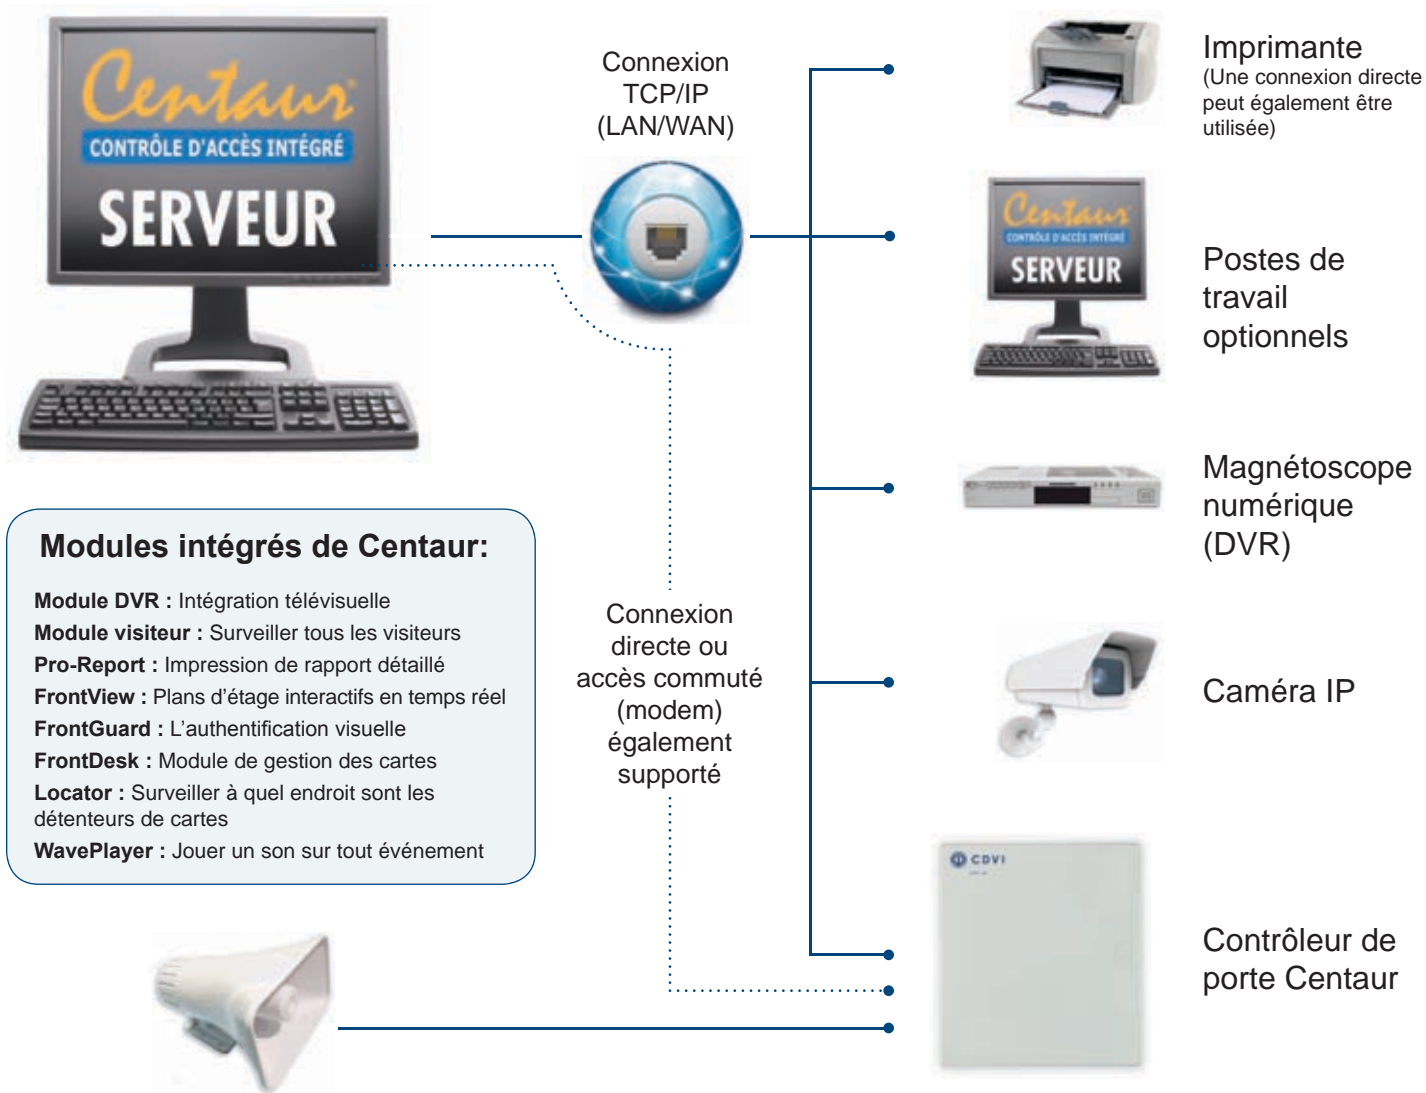 Centaur
CONTRÔLE D'ACCÈS INTÉGRÉ
SERVEUR
Connexion
TCP/IP
(LAN/WAN)
Imprimante
(Une connexion directe
peut également être
utilisée)
Centaur
CONTRÔLE D'ACCÈS INTÉGRÉ
SERVEUR
Postes de
travail
optionnels
Magnétoscope
numérique
(DVR)
Modules intégrés de Centaur:
Module DVR : Intégration télévisuelle
Module visiteur : Surveiller tous les visiteurs
Pro-Report : Impression de rapport détaillé
FrontView : Plans d'étage interactifs en temps réel
FrontGuard : L'authentification visuelle
FrontDesk : Module de gestion des cartes
Locator : Surveiller à quel endroit sont les
détenteurs de cartes
WavePlayer : Jouer un son sur tout événement
Connexion
directe ou
accès commuté
(modem)
également
supporté
Caméra IP
CDVI
Contrôleur de
porte Centaur